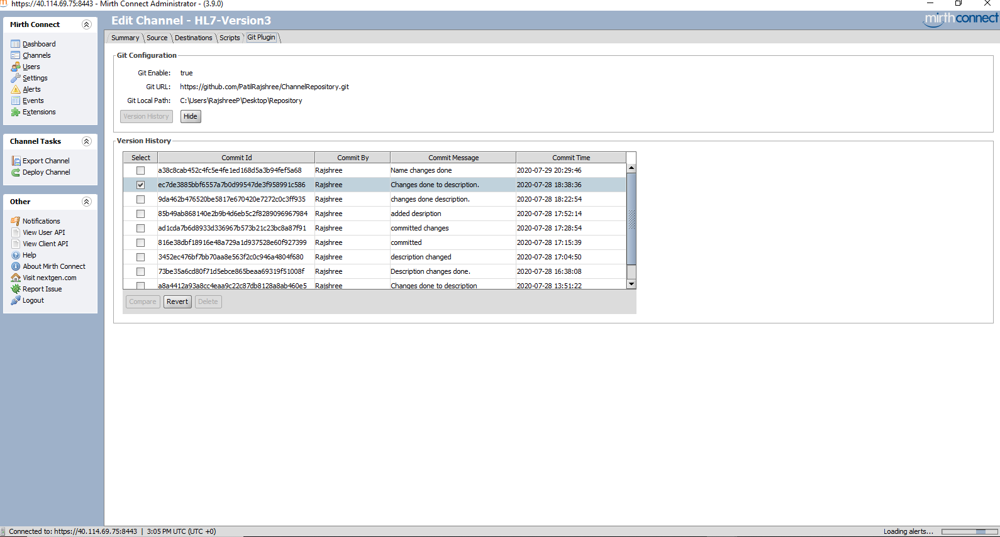 https://40.114.69.75:8443 - Mirth Connect Administrator - (3.9.0)
Mirth Connect
Dashboard
Channels
Users
Settings
Alerts
Events
Extensions
Channel Tasks
Export Channel
Deploy Channel
Other
Notifications
View User API
View Client API
Help
About Mirth Connect
Visit nextgen.com
Report Issue
Logout
Edit Channel - HL7-Version3
mirthconnect
Summary Source Destinations Scripts Git Plugin
Git Configuration
Git Enable: true
Git URL: https://github.com/PatilRajshree/ChannelRepository.git
Git Local Path: C:\Users\RajshreeP\Desktop\Repository
Version History Hide
Version History
Select Commit Id Commit By Commit Message Commit Time
a38c8cab452c4fc5e4fe1ed168d5a3b94fef5a68 Rajshree Name changes done 2020-07-29 20:29:46
ec7de3885bbf6557a7b0d99547de3f958991c586 Rajshree Changes done to description. 2020-07-28 18:38:36
9da462b476520be5817e670420e7272c0c3ff935 Rajshree changes done description. 2020-07-28 18:22:54
85b49ab868140e2b9b4d6eb5c2f8289096967984 Rajshree added desription 2020-07-28 17:52:14
ad1cda7b6d8933d336967b573b21c23bc8a87f91 Rajshree committed changes 2020-07-28 17:28:54
816e38dbf18916e48a729a1d937528e60f927399 Rajshree committed 2020-07-28 17:15:39
3452ec476bf7bb70aa8e563f2c0c946a4804f680 Rajshree description changed 2020-07-28 17:04:50
73be35a6cd80f71d5ebce865beaa69319f51008f Rajshree Description changes done. 2020-07-28 16:38:08
a8a4412a93a8cc4eaa9c22c87db8128a8ab460e5 Rajshree Changes done to description 2020-07-28 13:51:22
Compare Revert Delete
Connected to: https://40.114.69.75:8443 | 3:05 PM UTC (UTC +0)
Loading alerts...